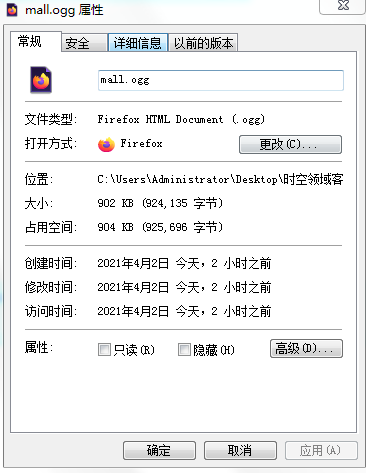 mall.ogg 属性
常规 安全 详细信息 以前的版本
mall.ogg
文件类型: Firefox HTML Document (.ogg)
打开方式: Firefox 更改(C)...
位置: C:\Users\Administrator\Desktop\时空领域客
大小: 902 KB (924,135 字节)
占用空间: 904 KB (925,696 字节)
创建时间: 2021年4月2日 今天，2 小时之前
修改时间: 2021年4月2日 今天，2 小时之前
访问时间: 2021年4月2日 今天，2 小时之前
属性: 只读(R) 隐藏(H) 高级(D)...
确定 取消 应用(A)